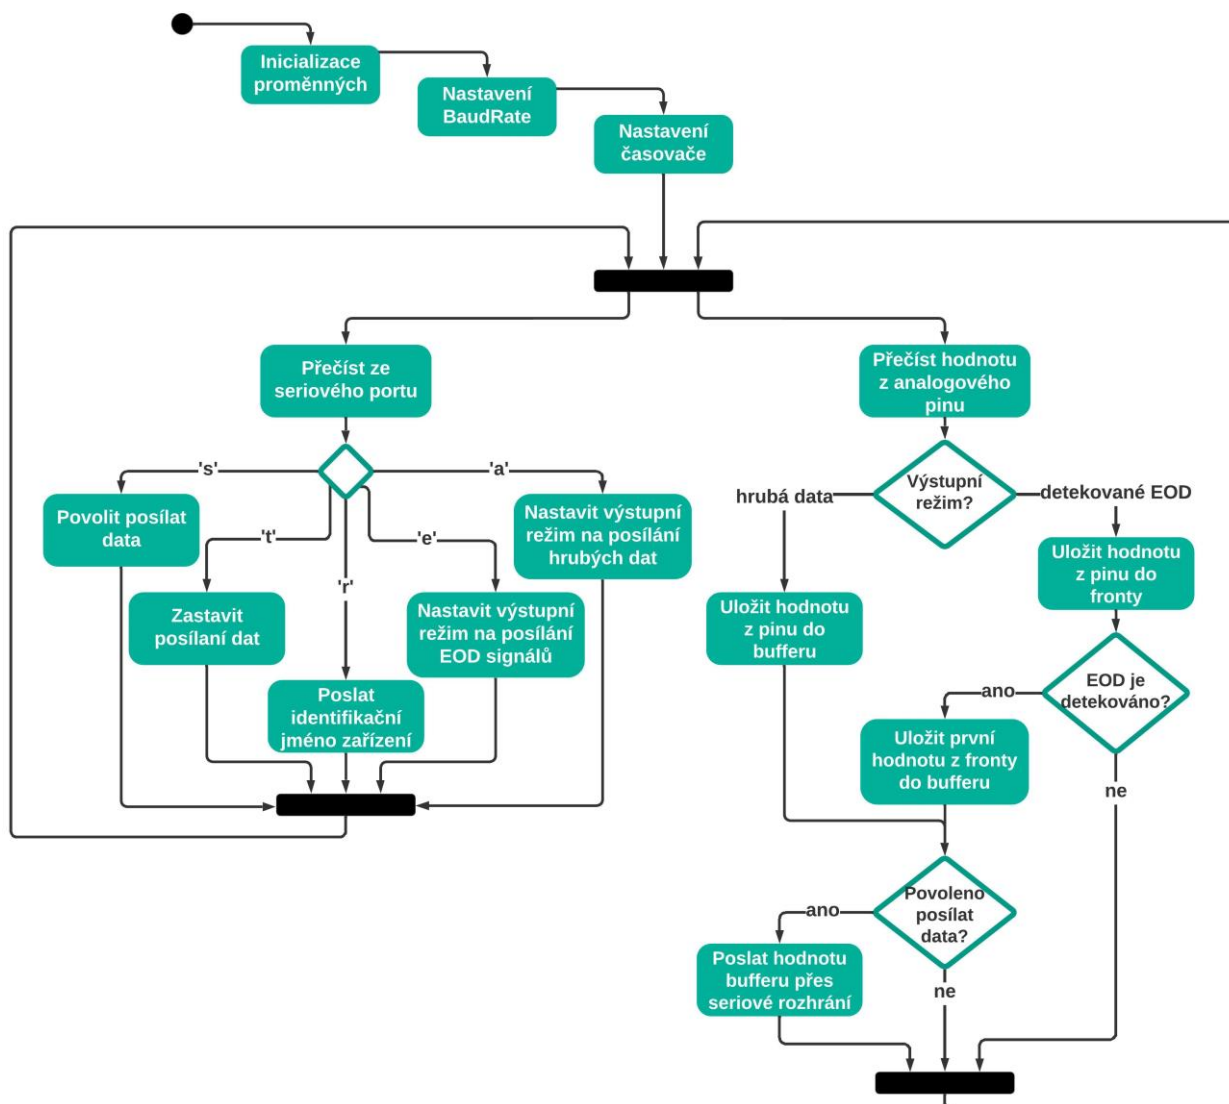 Inicializace
proměnných
Nastavení
BaudRate
Nastavení
časovače
Přečíst ze
seriového portu
's'
'a'
't'
'e'
'r'
Povolit posílat
data
Zastavit
posílaní dat
Poslat
identifikační
jméno zařízení
Nastavit výstupní
režim na posílání
EOD signálů
Nastavit výstupní
režim na posílání
hrubých dat
Přečíst hodnotu
z analogového
pinu
Výstupní
režim?
hrubá data
detekované EOD
Uložit hodnotu
z pinu do
bufferu
Uložit hodnotu
z pinu do
fronty
EOD je
detekováno?
ano
ne
Uložit první
hodnotu z fronty
do bufferu
Povoleno
posílat
data?
ano
ne
Poslat hodnotu
bufferu přes
seriové rozhrání